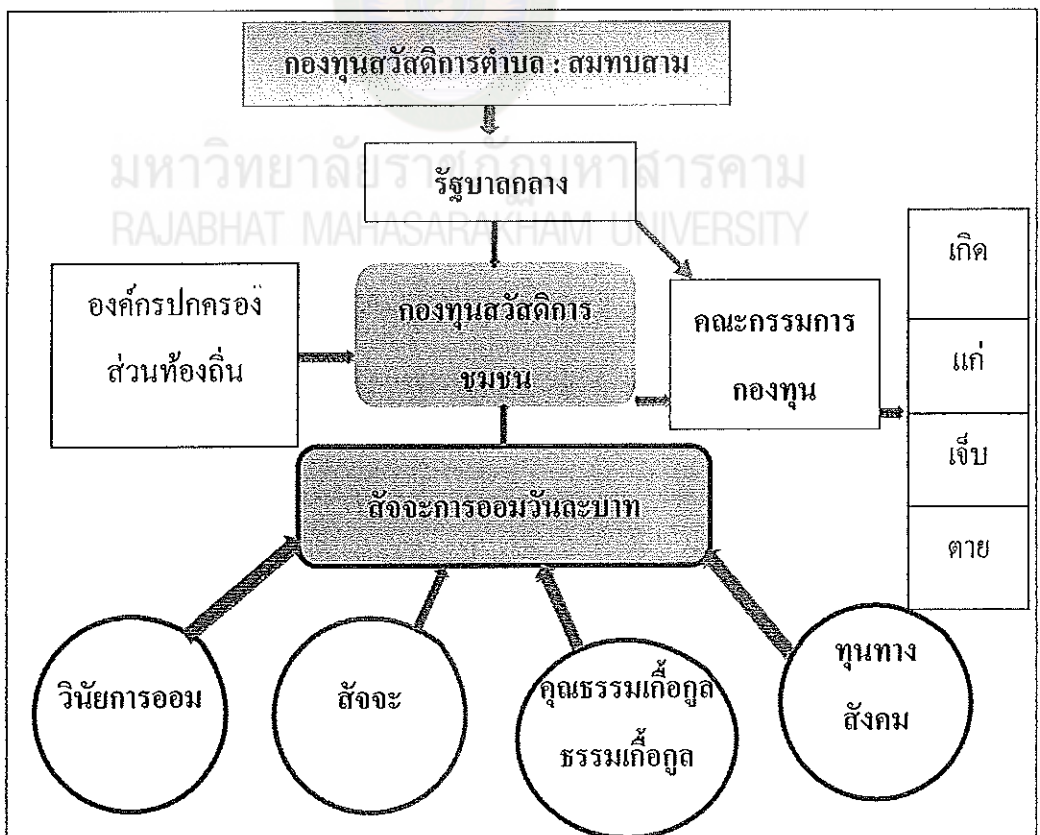 กองทุนสวัสดิการตำบล : สมทบสาม
มหาวิทยาลัยราชภัฏมหาสารคาม
RAJABHAT MAHASARAKHAM UNIVERSITY
รัฐบาลกลาง
องค์กรปกครอง
ส่วนท้องถิ่น
กองทุนสวัสดิการ
ชุมชน
คณะกรรมการ
กองทุน
เกิด
แก่
เจ็บ
ตาย
สัจจะการออมวันละบาท
วินัยการออม
สัจจะ
คุณธรรมเกื้อกูล
ธรรมเกื้อกูล
ทุนทาง
สังคม